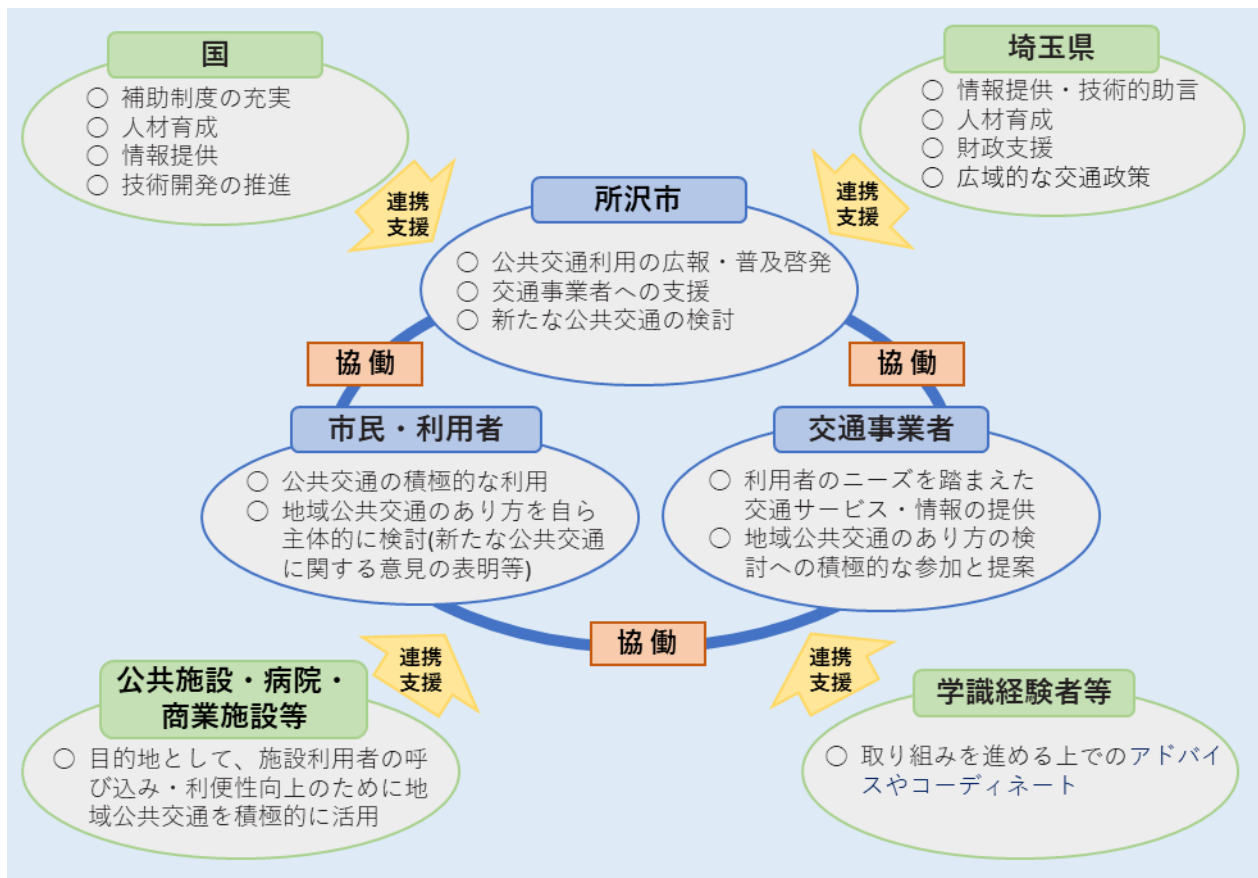 国
○ 補助制度の充実
○ 人材育成
○ 情報提供
○ 技術開発の推進
埼玉県
○ 情報提供・技術的助言
○ 人材育成
○ 財政支援
○ 広域的な交通政策
連携
支援
連携
支援
所沢市
○ 公共交通利用の広報・普及啓発
○ 交通事業者への支援
○ 新たな公共交通の検討
協働
協働
市民・利用者
○ 公共交通の積極的な利用
○ 地域公共交通のあり方を自ら
主体的に検討(新たな公共交通
に関する意見の表明等)
交通事業者
○ 利用者のニーズを踏まえた
交通サービス・情報の提供
○ 地域公共交通のあり方の検
討への積極的な参加と提案
協働
連携
支援
連携
支援
公共施設・病院・
商業施設等
○ 目的地として、施設利用者の呼
び込み・利便性向上のために地
域公共交通を積極的に活用
学識経験者等
○ 取り組みを進める上でのアドバイ
スやコーディネート